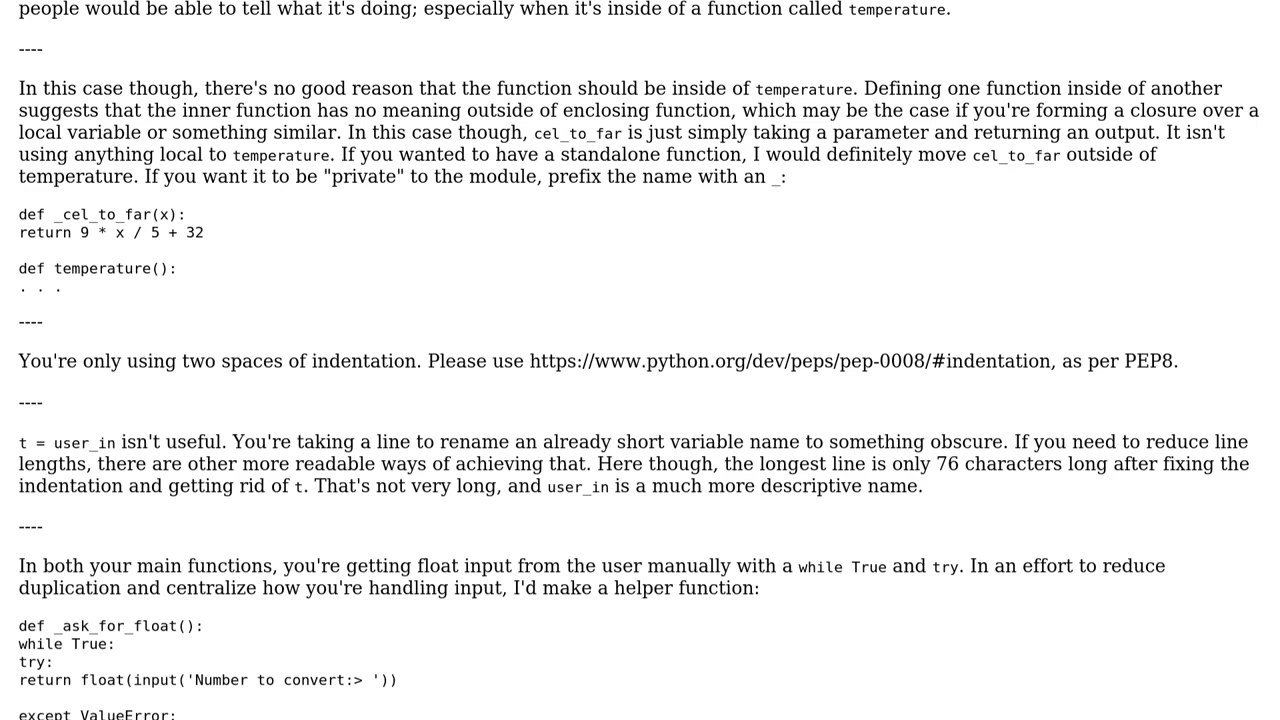 people would be able to tell what it's doing; especially when it's inside of a function called temperature.
----
In this case though, there's no good reason that the function should be inside of temperature. Defining one function inside of another
suggests that the inner function has no meaning outside of enclosing function, which may be the case if you're forming a closure over a
local variable or something similar. In this case though, cel_to_far is just simply taking a parameter and returning an output. It isn't
using anything local to temperature. If you wanted to have a standalone function, I would definitely move cel_to_far outside of
temperature. If you want it to be "private" to the module, prefix the name with an _:
def _cel_to_far(x):
return 9 * x / 5 + 32
def temperature():
. . .
----
You're only using two spaces of indentation. Please use https://www.python.org/dev/peps/pep-0008/#indentation, as per PEP8.
----
t = user_in isn't useful. You're taking a line to rename an already short variable name to something obscure. If you need to reduce line
lengths, there are other more readable ways of achieving that. Here though, the longest line is only 76 characters long after fixing the
indentation and getting rid of t. That's not very long, and user_in is a much more descriptive name.
----
In both your main functions, you're getting float input from the user manually with a while True and try. In an effort to reduce
duplication and centralize how you're handling input, I'd make a helper function:
def _ask_for_float():
while True:
try:
return float(input('Number to convert:> '))
except ValueError: